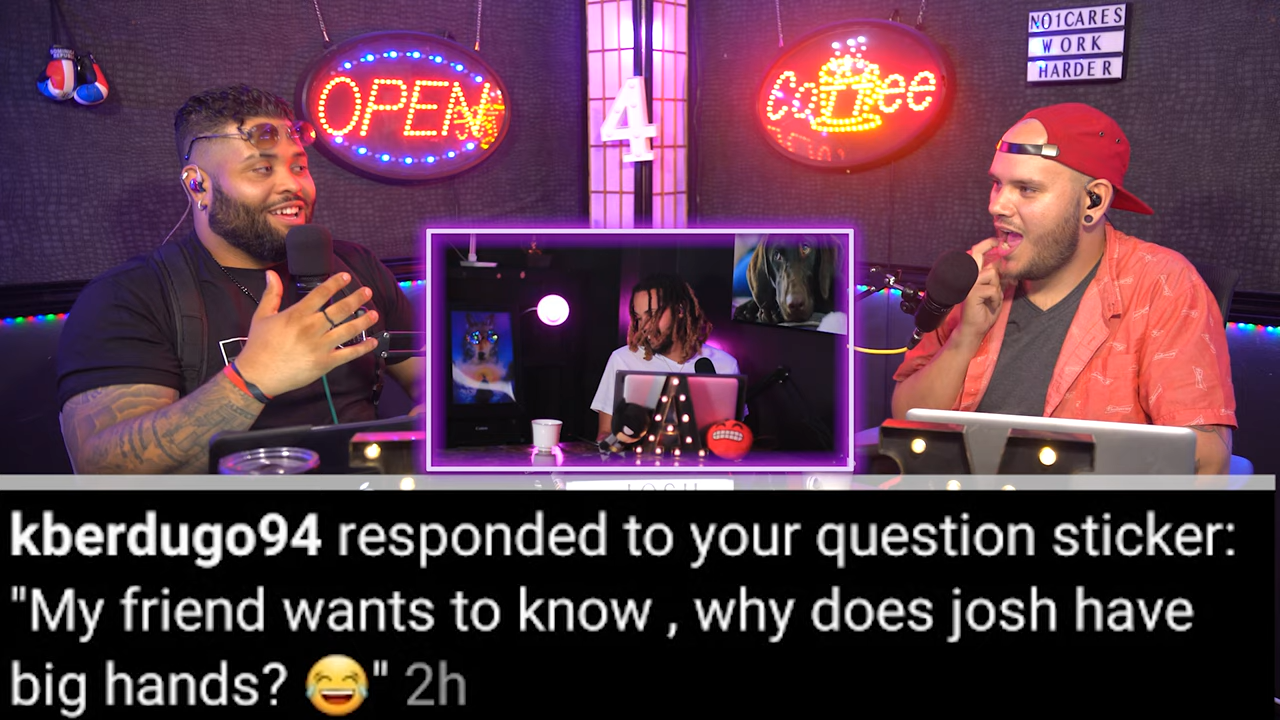 OPEN
Coffee
NO1CARES
WORK
HARDER
4
A
JOSH
kberdugo94 responded to your question sticker:
"My friend wants to know , why does josh have
big hands? 😂" 2h